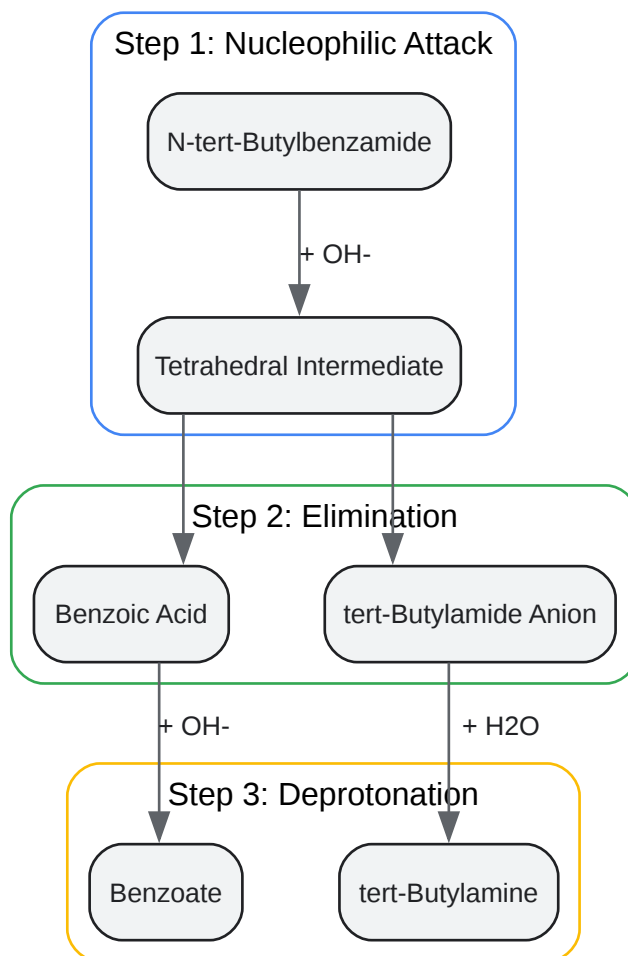 Step 1: Nucleophilic Attack
N-tert-Butylbenzamide
+ OH-
Tetrahedral Intermediate
Step 2: Elimination
Benzoic Acid
tert-Butylamide Anion
+ OH-
+ H2O
Step 3: Deprotonation
Benzoate
tert-Butylamine